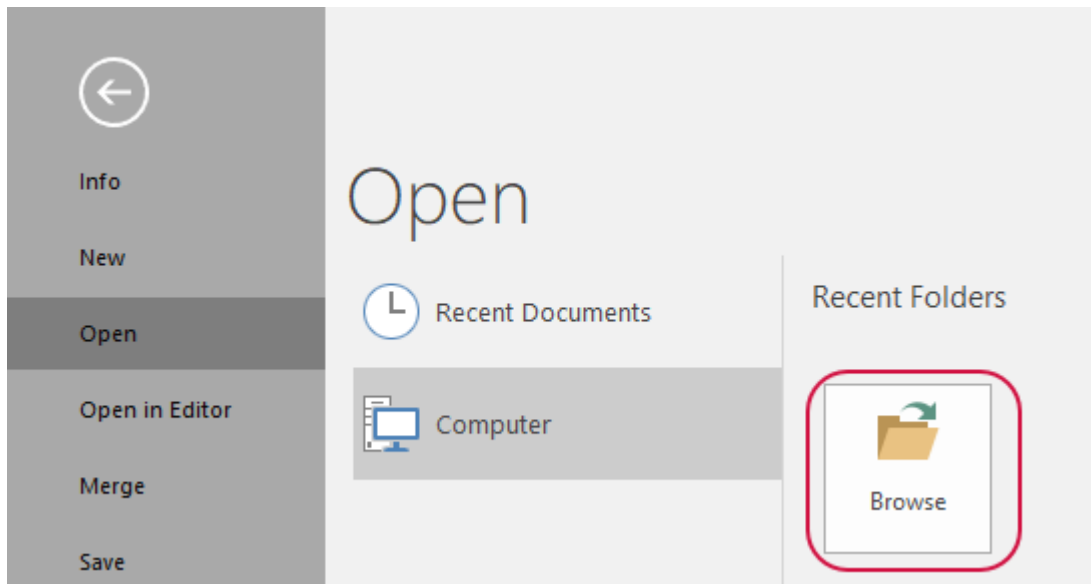 Info
New
Open
Open in Editor
Merge
Save
Open
Recent Documents
Computer
Recent Folders
Browse